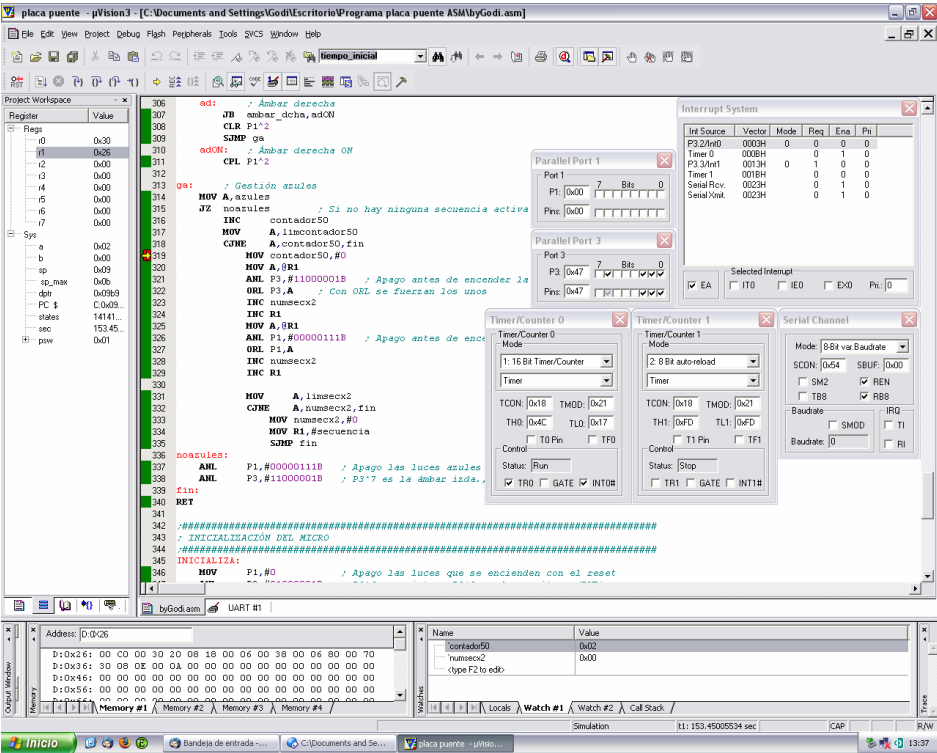 placa puente - µVision3 - [C:\Documents and Settings\Godi\Escritorio\Programa placa puente ASM\byGodi.asm]
File Edit View Project Debug Flash Peripherals Tools SVCS Window Help
tiempo_inicial
Project Workspace
Register Value
Regs
r0 0x30
r1 0x26
r2 0x00
r3 0x00
r4 0x00
r5 0x00
r6 0x00
r7 0x00
Sys
a 0x02
b 0x00
sp 0x09
sp_max 0x0b
dptr 0x09b9
PC $ C:0x09...
states 14141...
sec 153.45...
psw 0x01
306 ad: ; Ámbar derecha
307 JB ambar_dcha,adON
308 CLR P1^2
309 SJMP ga
310 adON: ; Ámbar derecha ON
311 CPL P1^2
312
313 ga: ; Gestión azules
314 MOV A,azules
315 JZ noazules ; Si no hay ninguna secuencia activa
316 INC contador50
317 MOV A,limcontador50
318 CJNE A,contador50,fin
319 MOV contador50,#0
320 MOV A,@R1
321 ANL P3,#11000001B ; Apago antes de encender la
322 ORL P3,A ; Con ORL se fuerzan los unos
323 INC numsecx2
324 INC R1
325 MOV A,@R1
326 ANL P1,#00000111B ; Apago antes de ence
327 ORL P1,A
328 INC numsecx2
329 INC R1
330
331 MOV A,limsecx2
332 CJNE A,numsecx2,fin
333 MOV numsecx2,#0
334 MOV R1,#secuencia
335 SJMP fin
336 noazules:
337 ANL P1,#00000111B ; Apago las luces azules
338 ANL P3,#11000001B ; P3^7 es la ámbar izda.,
339 fin:
340 RET
341
342 ;########################################################################
343 ; INICIALIZACIÓN DEL MICRO
344 ;########################################################################
345 INICIALIZA:
346 MOV P1,#0 ; Apago las luces que se encienden con el reset
Interrupt System
Int Source Vector Mode Req Ena Pri
P3.2/Int0 0003H 0 0 0 0
Timer 0 000BH 0 1 0
P3.3/Int1 0013H 0 1 0 0
Timer 1 001BH 0 0 0
Serial Rcv. 0023H 0 1 0
Serial Xmit. 0023H 0 1 0
Selected Interrupt
EA IT0 IE0 EX0 Pri.: 0
Parallel Port 1
Port 1
P1: 0x00 7 Bits 0
Pins: 0x00
Parallel Port 3
Port 3
P3: 0x47 7 Bits 0
Pins: 0x47
Timer/Counter 0
Timer/Counter 0
Mode
1: 16 Bit Timer/Counter
Timer
TCON: 0x18 TMOD: 0x21
TH0: 0x4C TL0: 0x17
T0 Pin TF0
Control
Status: Run
TR0 GATE INT0#
Timer/Counter 1
Timer/Counter 1
Mode
2: 8 Bit auto-reload
Timer
TCON: 0x18 TMOD: 0x21
TH1: 0xFD TL1: 0xFD
T1 Pin TF1
Control
Status: Stop
TR1 GATE INT1#
Serial Channel
Mode: 8-Bit var.Baudrate
SCON: 0x54 SBUF: 0x00
SM2 REN
TB8 RB8
Baudrate IRQ
SMOD TI
Baudrate: 0 RI
byGodi.asm UART #1
Output Window
Memory
Address: D:0X26
D:0x26: 00 C0 00 30 20 08 18 00 06 00 38 00 06 80 00 70
D:0x36: 30 08 0E 00 0A 00 00 00 00 00 00 00 00 00 00 00
D:0x46: 00 00 00 00 00 00 00 00 00 00 00 00 00 00 00 00
D:0x56: 00 00 00 00 00 00 00 00 00 00 00 00 00 00 00 00
Memory #1 Memory #2 Memory #3 Memory #4
Watches
Name Value
'contador50 0x02
'numsecx2 0x00
<type F2 to edit>
Locals Watch #1 Watch #2 Call Stack
Trace
Simulation t1: 153.45005534 sec CAP R/W
Inicio Bandeja de entrada -... C:\Documents and Se... placa puente - µVisio... 13:37